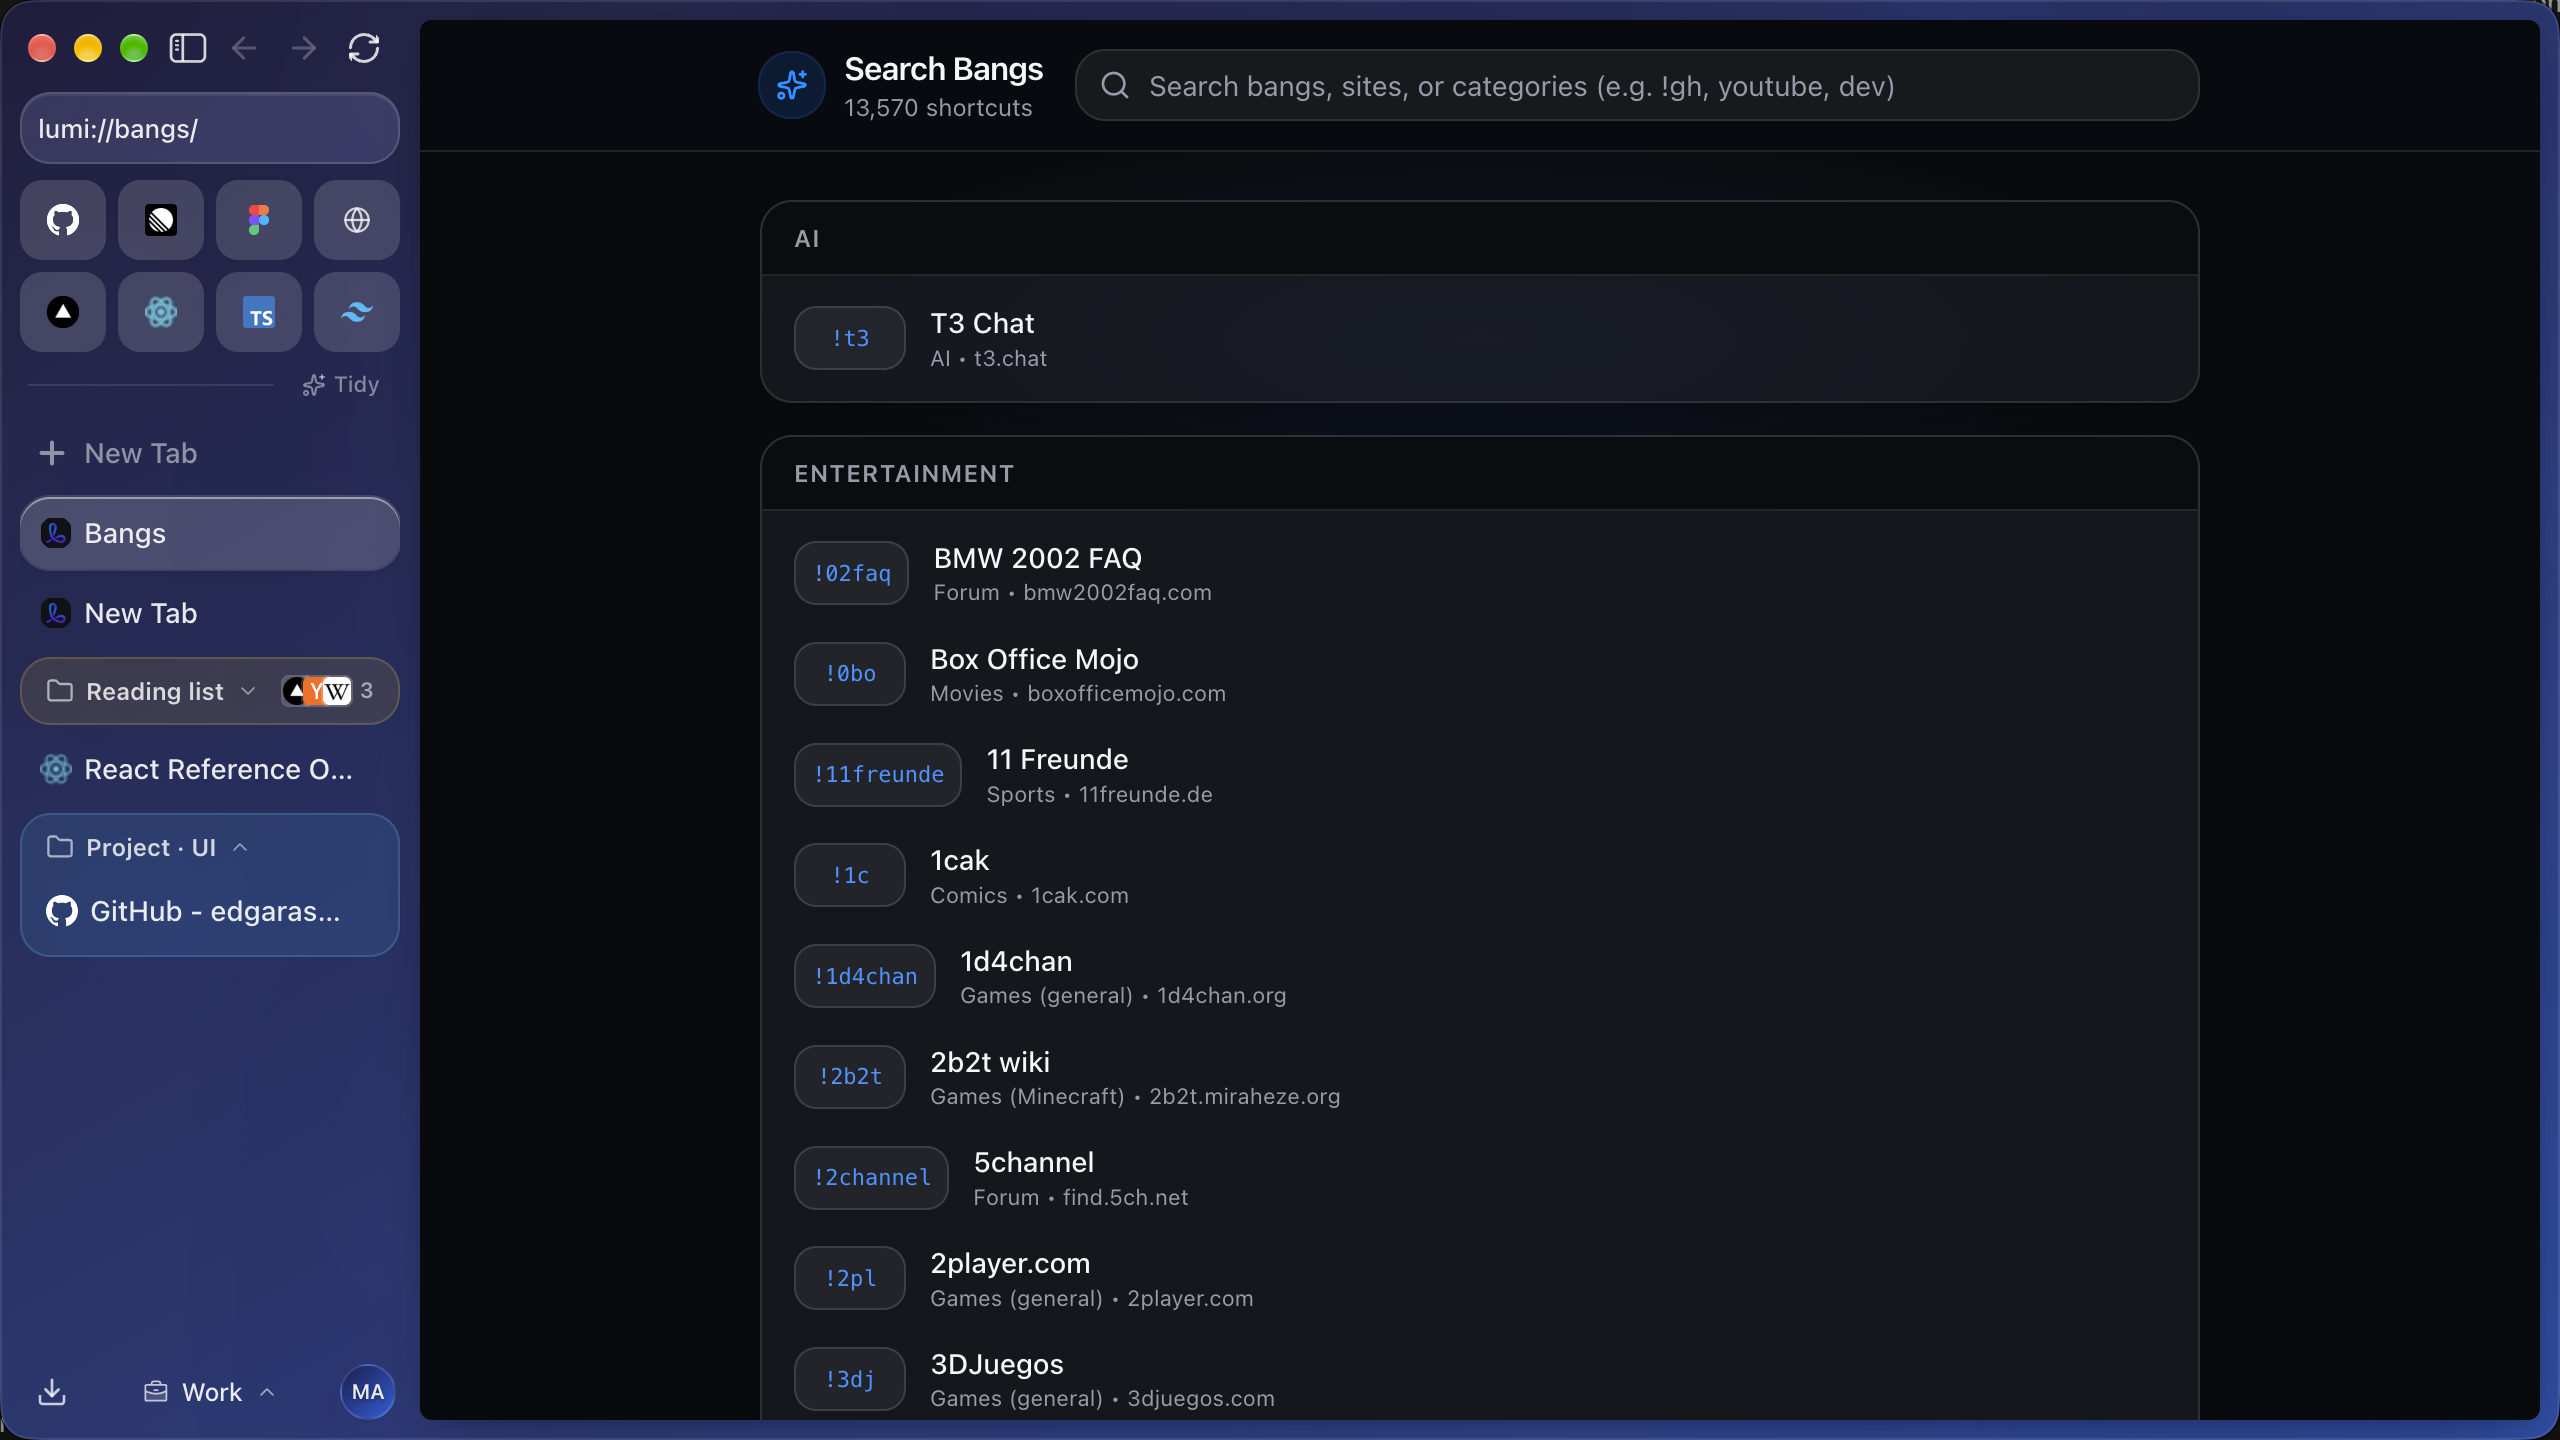 lumi://bangs/
TS
Tidy
New Tab
Bangs
New Tab
Reading list
Y
W
3
React Reference O...
Project · UI
GitHub - edgaras...
Work
MA
Search Bangs
13,570 shortcuts
Search bangs, sites, or categories (e.g. !gh, youtube, dev)
AI
!t3
T3 Chat
AI • t3.chat
ENTERTAINMENT
!02faq
BMW 2002 FAQ
Forum • bmw2002faq.com
!0bo
Box Office Mojo
Movies • boxofficemojo.com
!11freunde
11 Freunde
Sports • 11freunde.de
!1c
1cak
Comics • 1cak.com
!1d4chan
1d4chan
Games (general) • 1d4chan.org
!2b2t
2b2t wiki
Games (Minecraft) • 2b2t.miraheze.org
!2channel
5channel
Forum • find.5ch.net
!2pl
2player.com
Games (general) • 2player.com
!3dj
3DJuegos
Games (general) • 3djuegos.com